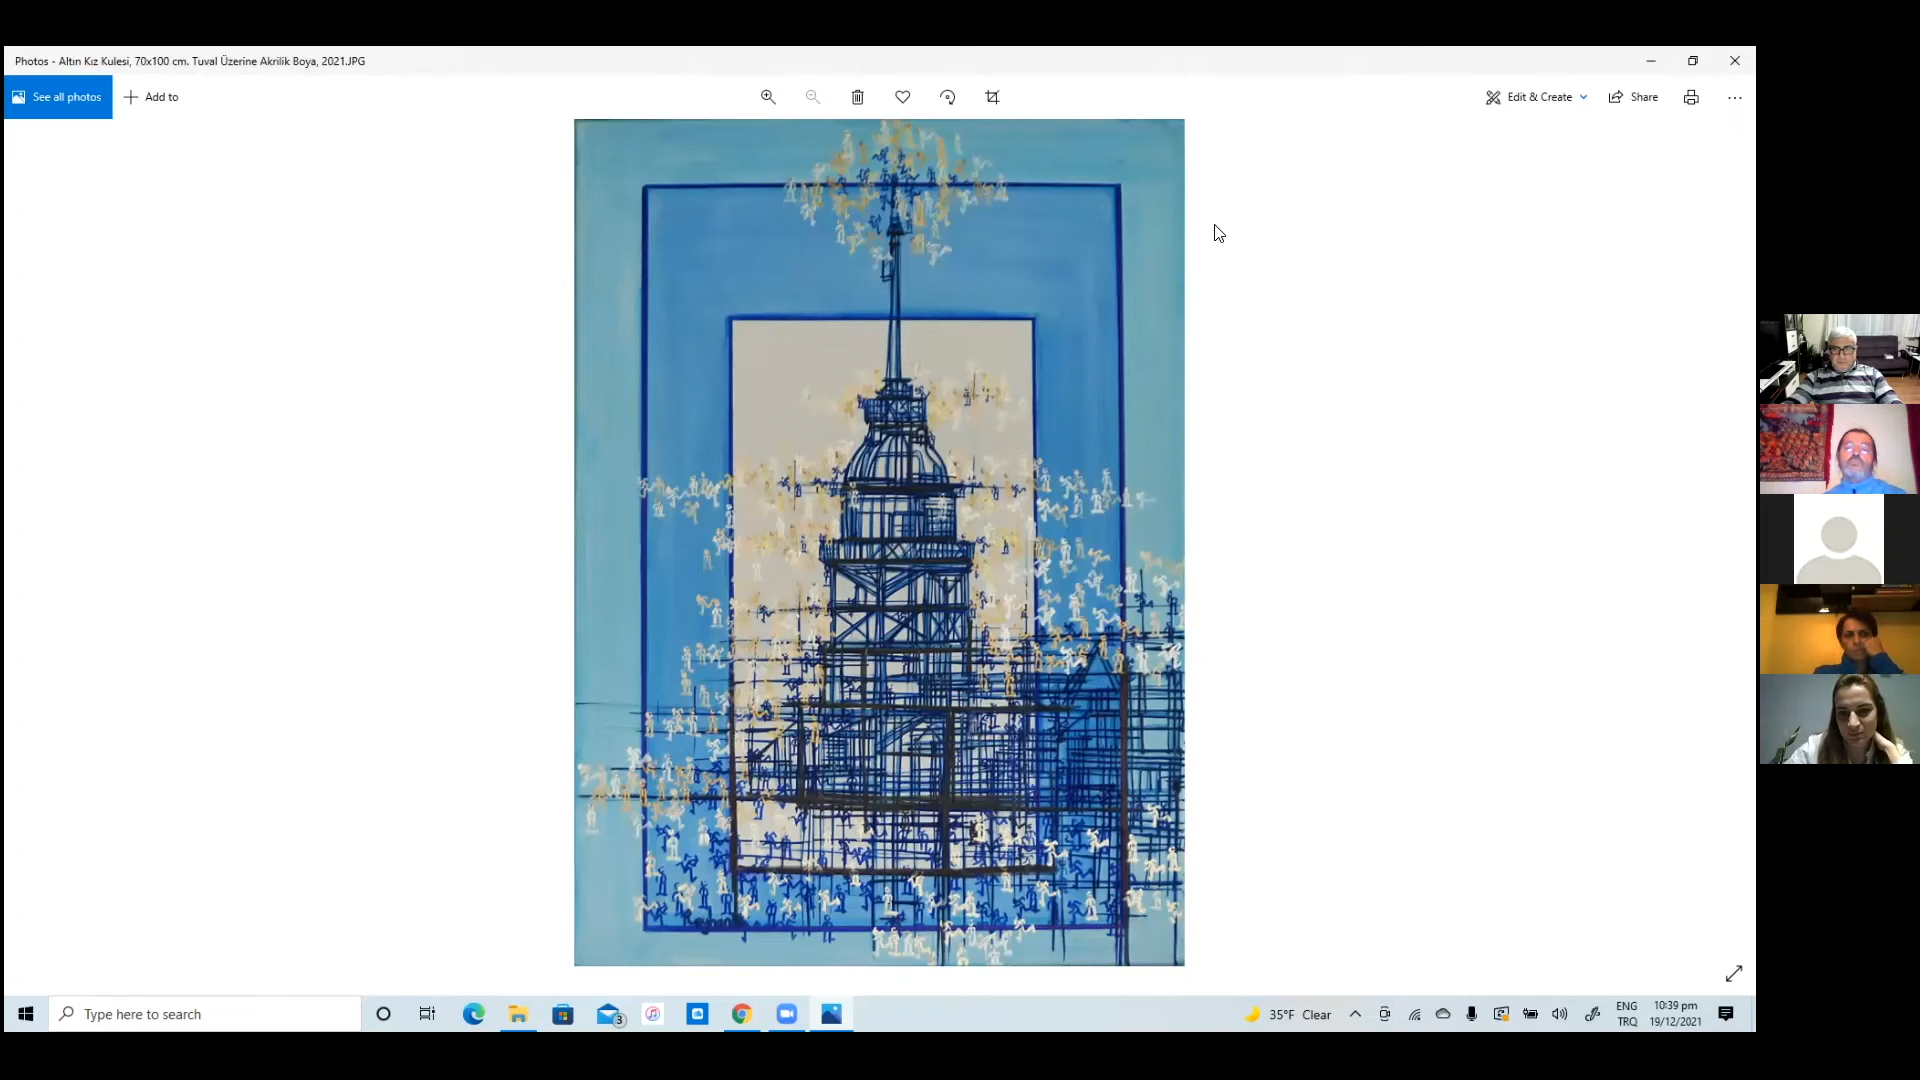 Photos - Altın Kız Kulesi, 70x100 cm. Tuval Üzerine Akrilik Boya, 2021.JPG
See all photos
Add to
Edit & Create
Share
Type here to search
3
35°F Clear
ENG
TRQ
10:39 pm
19/12/2021